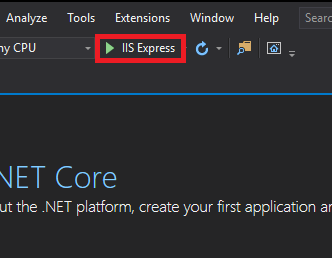 Analyze Tools Extensions Window Help
ny CPU IIS Express
NET Core
ut the .NET platform, create your first application an